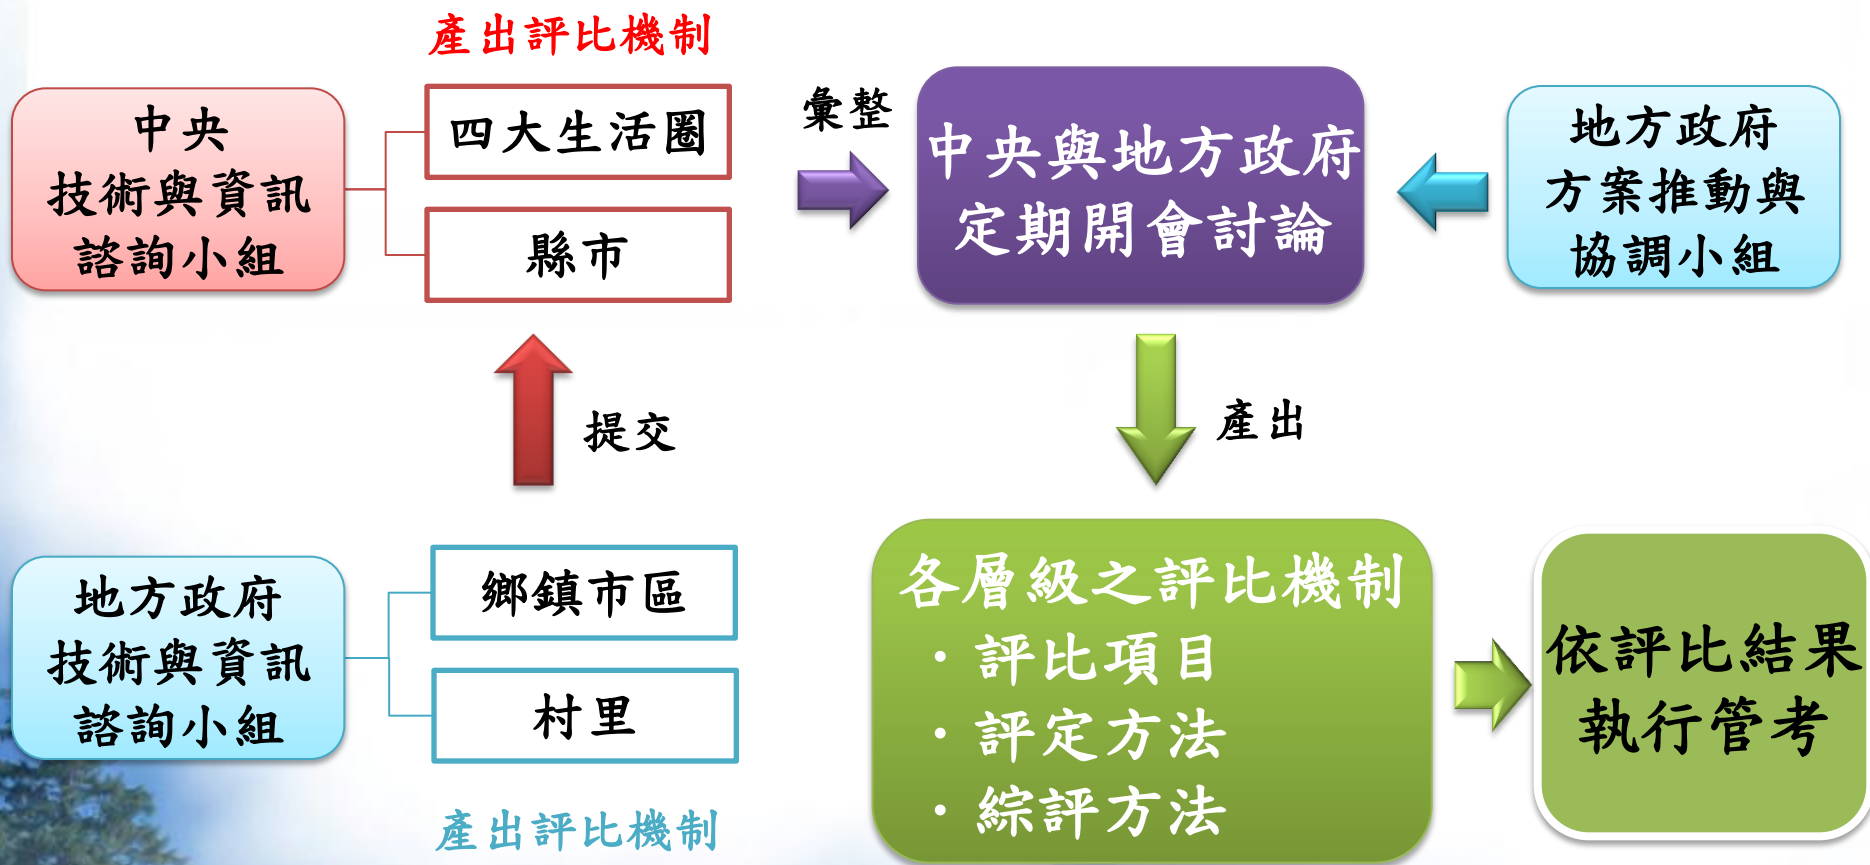 產出評比機制
中央
技術與資訊
諮詢小組
四大生活圈
縣市
彙整
中央與地方政府
定期開會討論
地方政府
方案推動與
協調小組
提交
產出
地方政府
技術與資訊
諮詢小組
鄉鎮市區
村里
產出評比機制
各層級之評比機制
・評比項目
・評定方法
・綜評方法
依評比結果
執行管考